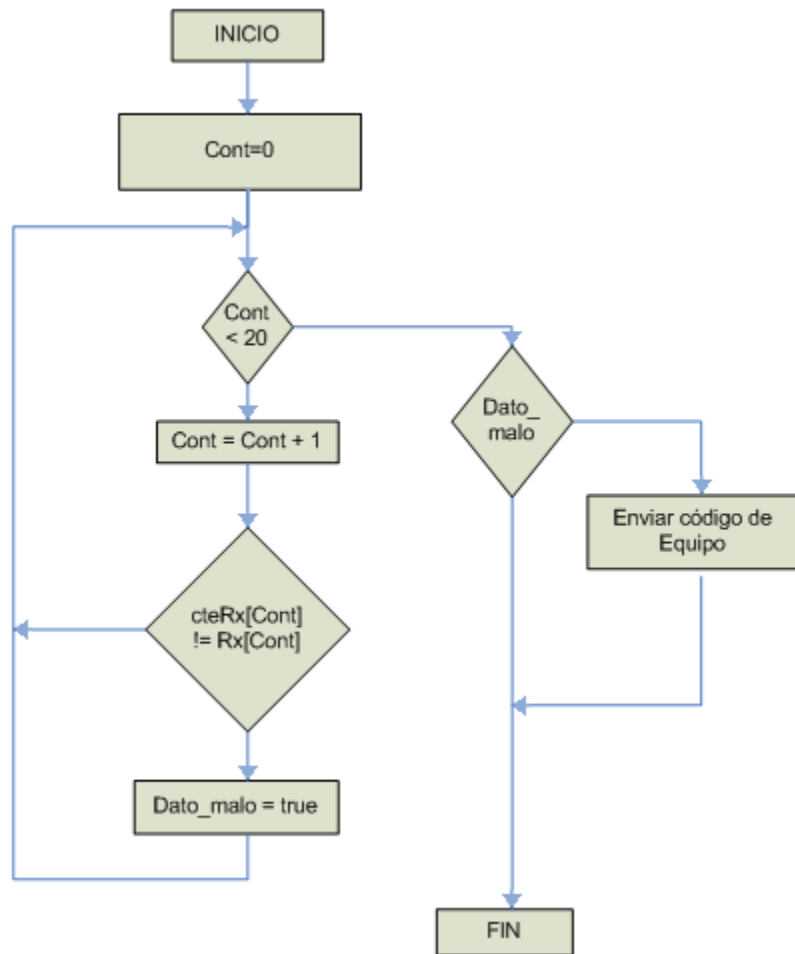 INICIO
Cont=0
Cont
< 20
Cont = Cont + 1
cteRx[Cont]
!= Rx[Cont]
Dato_malo = true
Dato_
malo
Enviar código de
Equipo
FIN